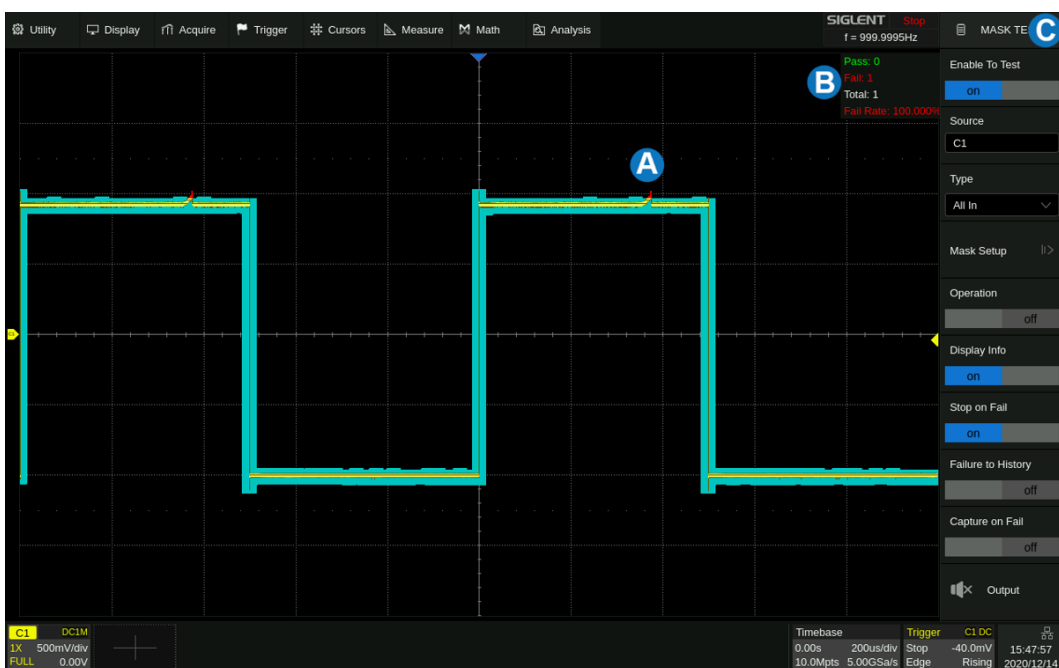 Utility Display Acquire Trigger Cursors Measure Math Analysis
SIGLENT Stop
f = 999.9995Hz
MASK TE
C
Pass: 0
Fail: 1
Total: 1
Fail Rate: 100.000%
B
A
Enable To Test
on
Source
C1
Type
All In
Mask Setup
Operation
off
Display Info
on
Stop on Fail
on
Failure to History
off
Capture on Fail
off
Output
C1 DC1M
1X 500mV/div
FULL 0.00V
Timebase
0.00s 200us/div
10.0Mpts 5.00GSa/s
Trigger C1 DC
Stop -40.0mV
Edge Rising
15:47:57
2020/12/14